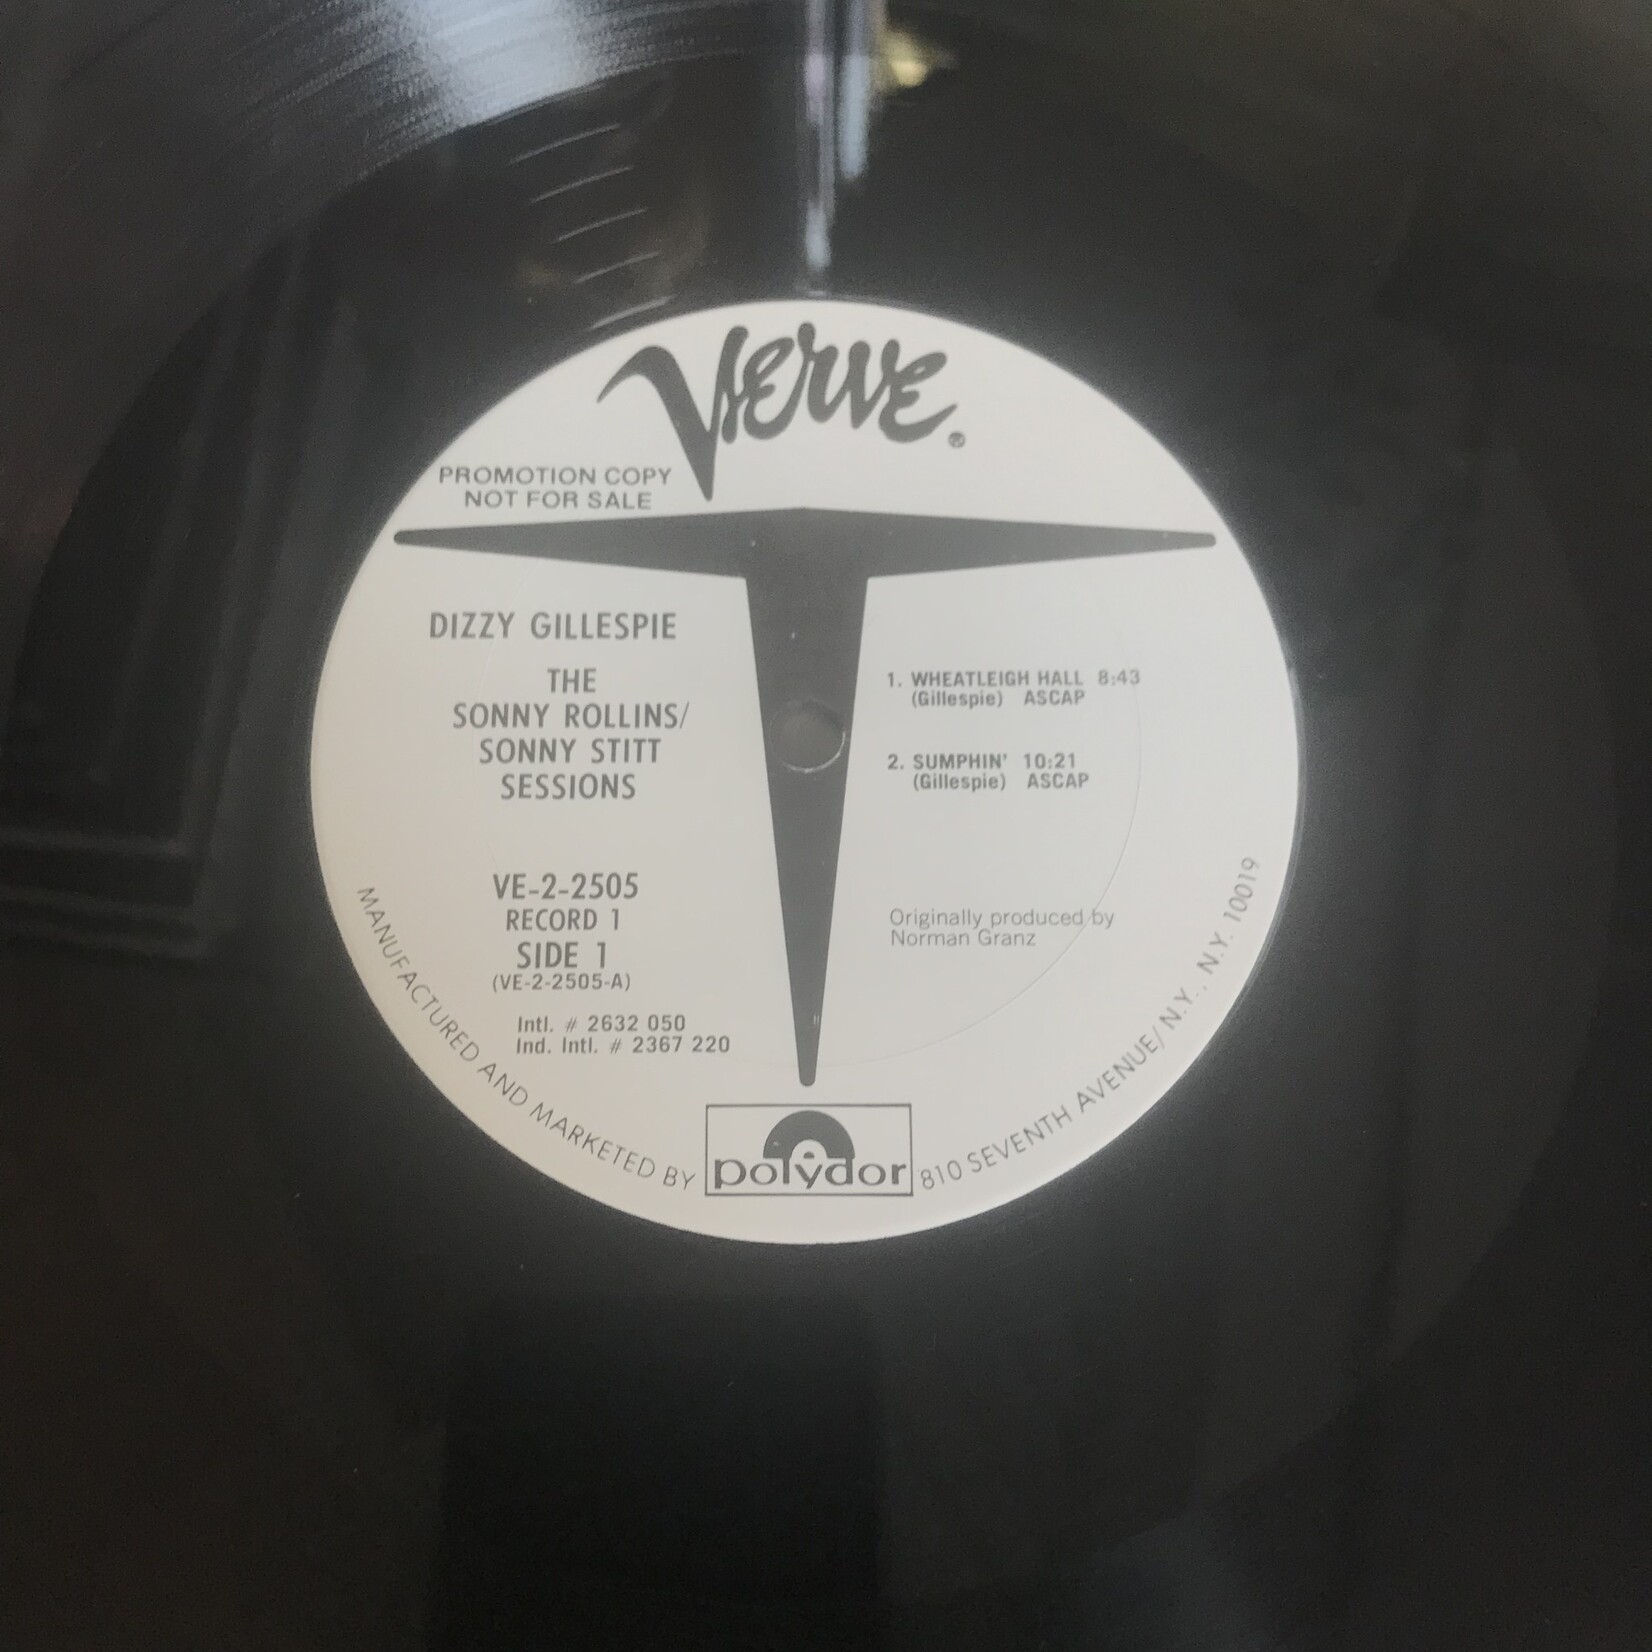 Verve®
PROMOTION COPY
NOT FOR SALE
DIZZY GILLESPIE
THE
SONNY ROLLINS/
SONNY STITT
SESSIONS
VE-2-2505
RECORD 1
SIDE 1
(VE-2-2505-A)
Intl. # 2632 050
Ind. Intl. # 2367 220
1. WHEATLEIGH HALL 8:43
(Gillespie) ASCAP
2. SUMPHIN' 10:21
(Gillespie) ASCAP
Originally produced by
Norman Granz
MANUFACTURED AND MARKETED BY polydor 810 SEVENTH AVENUE/ N.Y., N.Y. 10019